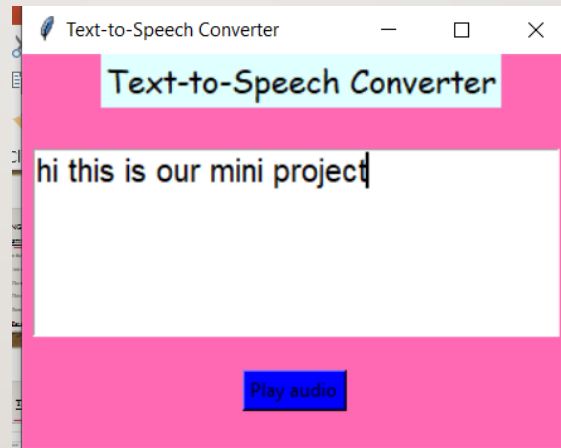 Text-to-Speech Converter
Text-to-Speech Converter
hi this is our mini project
Play audio